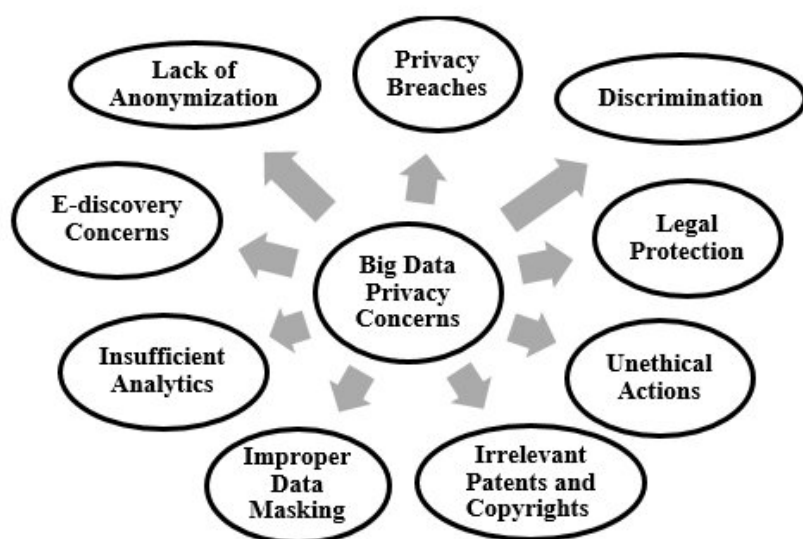 Privacy
Breaches
Discrimination
Legal
Protection
Unethical
Actions
Irrelevant
Patents and
Copyrights
Improper
Data
Masking
Insufficient
Analytics
E-discovery
Concerns
Lack of
Anonymization
Big Data
Privacy
Concerns